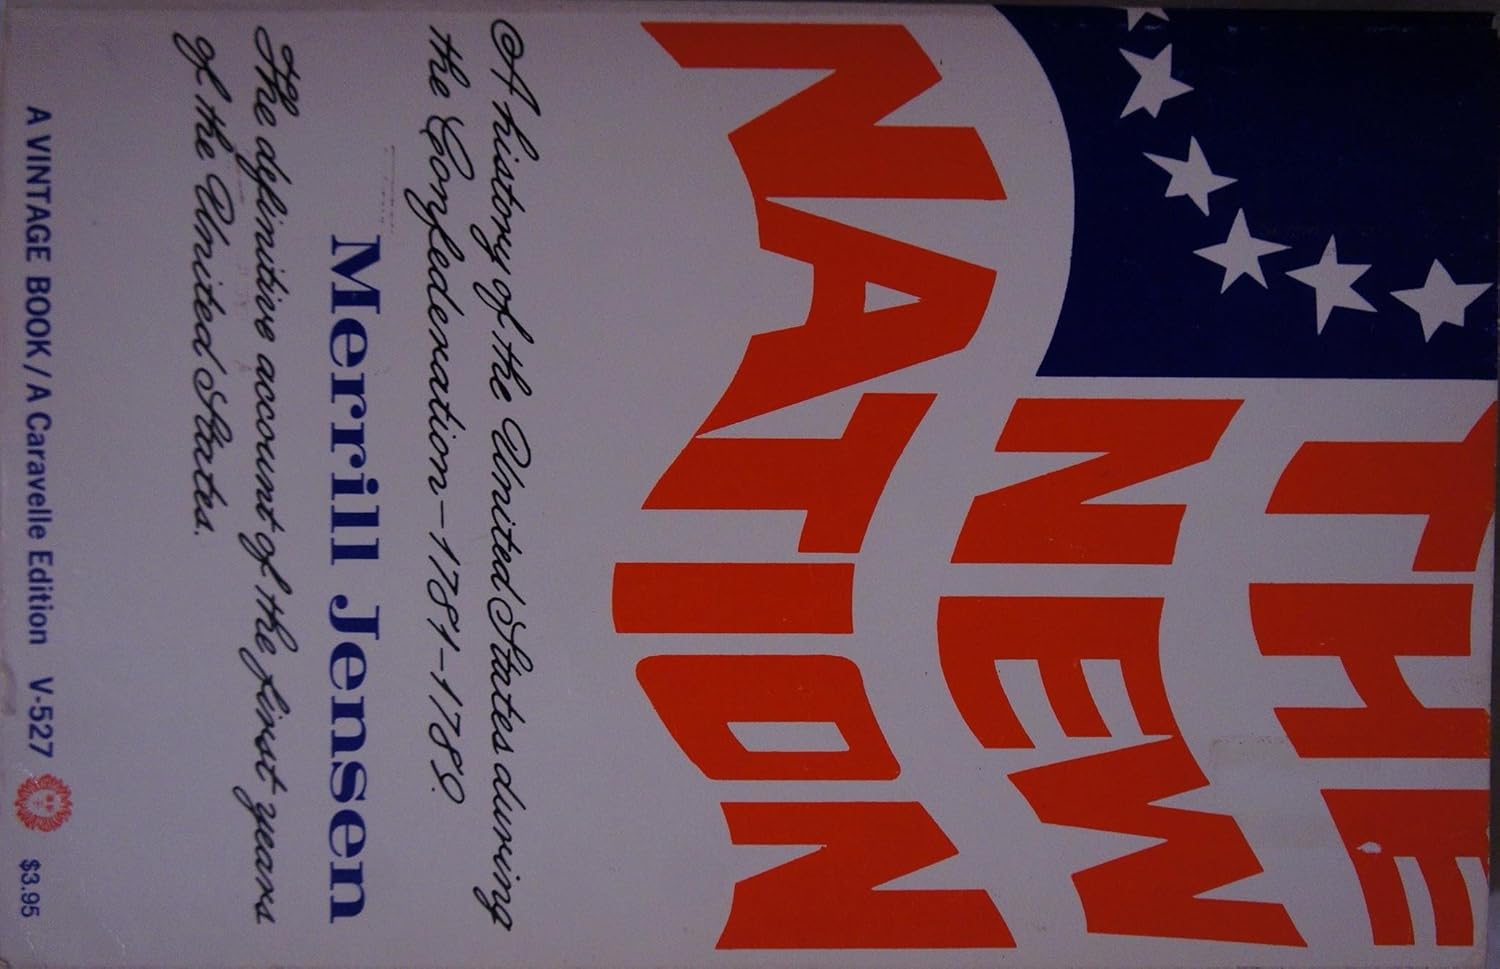 THE
NEW
NATION
A history of the United States during
the Confederation—1781–1789.
Merrill Jensen
The definitive account of the first years
of the United States.
A VINTAGE BOOK / A Caravelle Edition V-527 $3.95